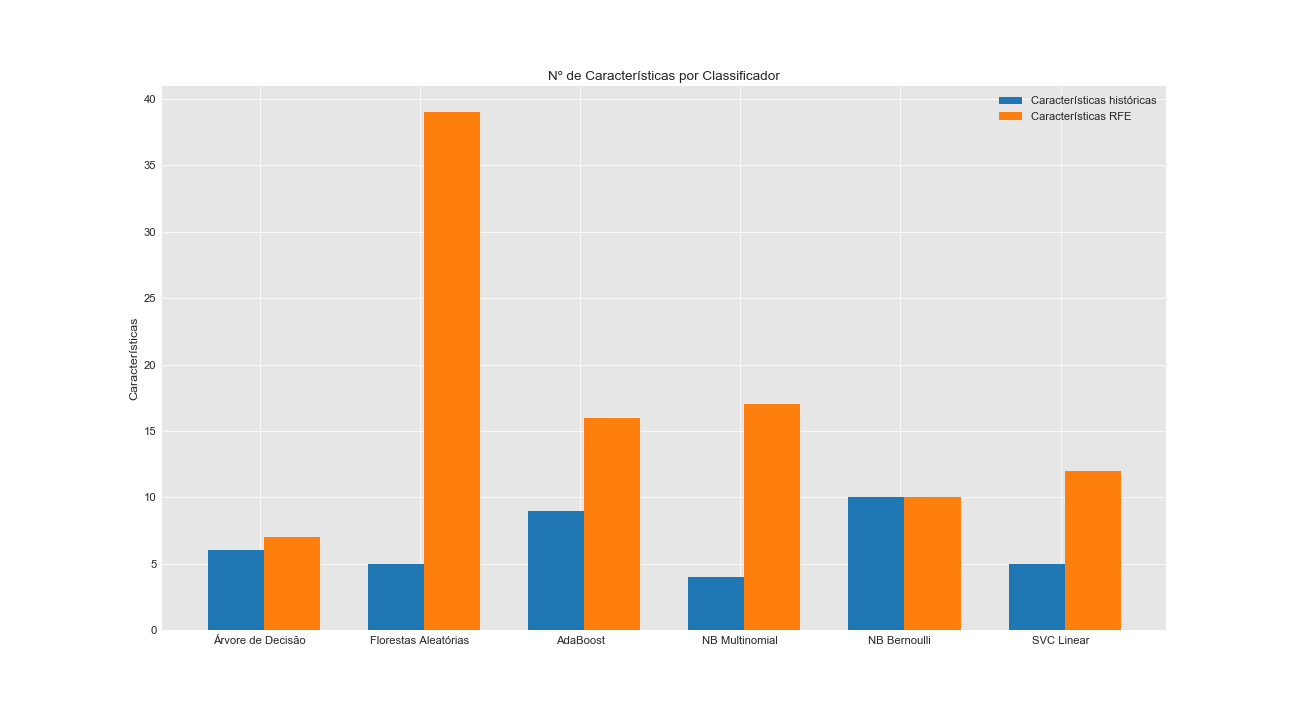 Nº de Características por Classificador
Características históricas
Características RFE
40
35
30
25
20
15
10
5
0
Características
Árvore de Decisão
Florestas Aleatórias
AdaBoost
NB Multinomial
NB Bernoulli
SVC Linear